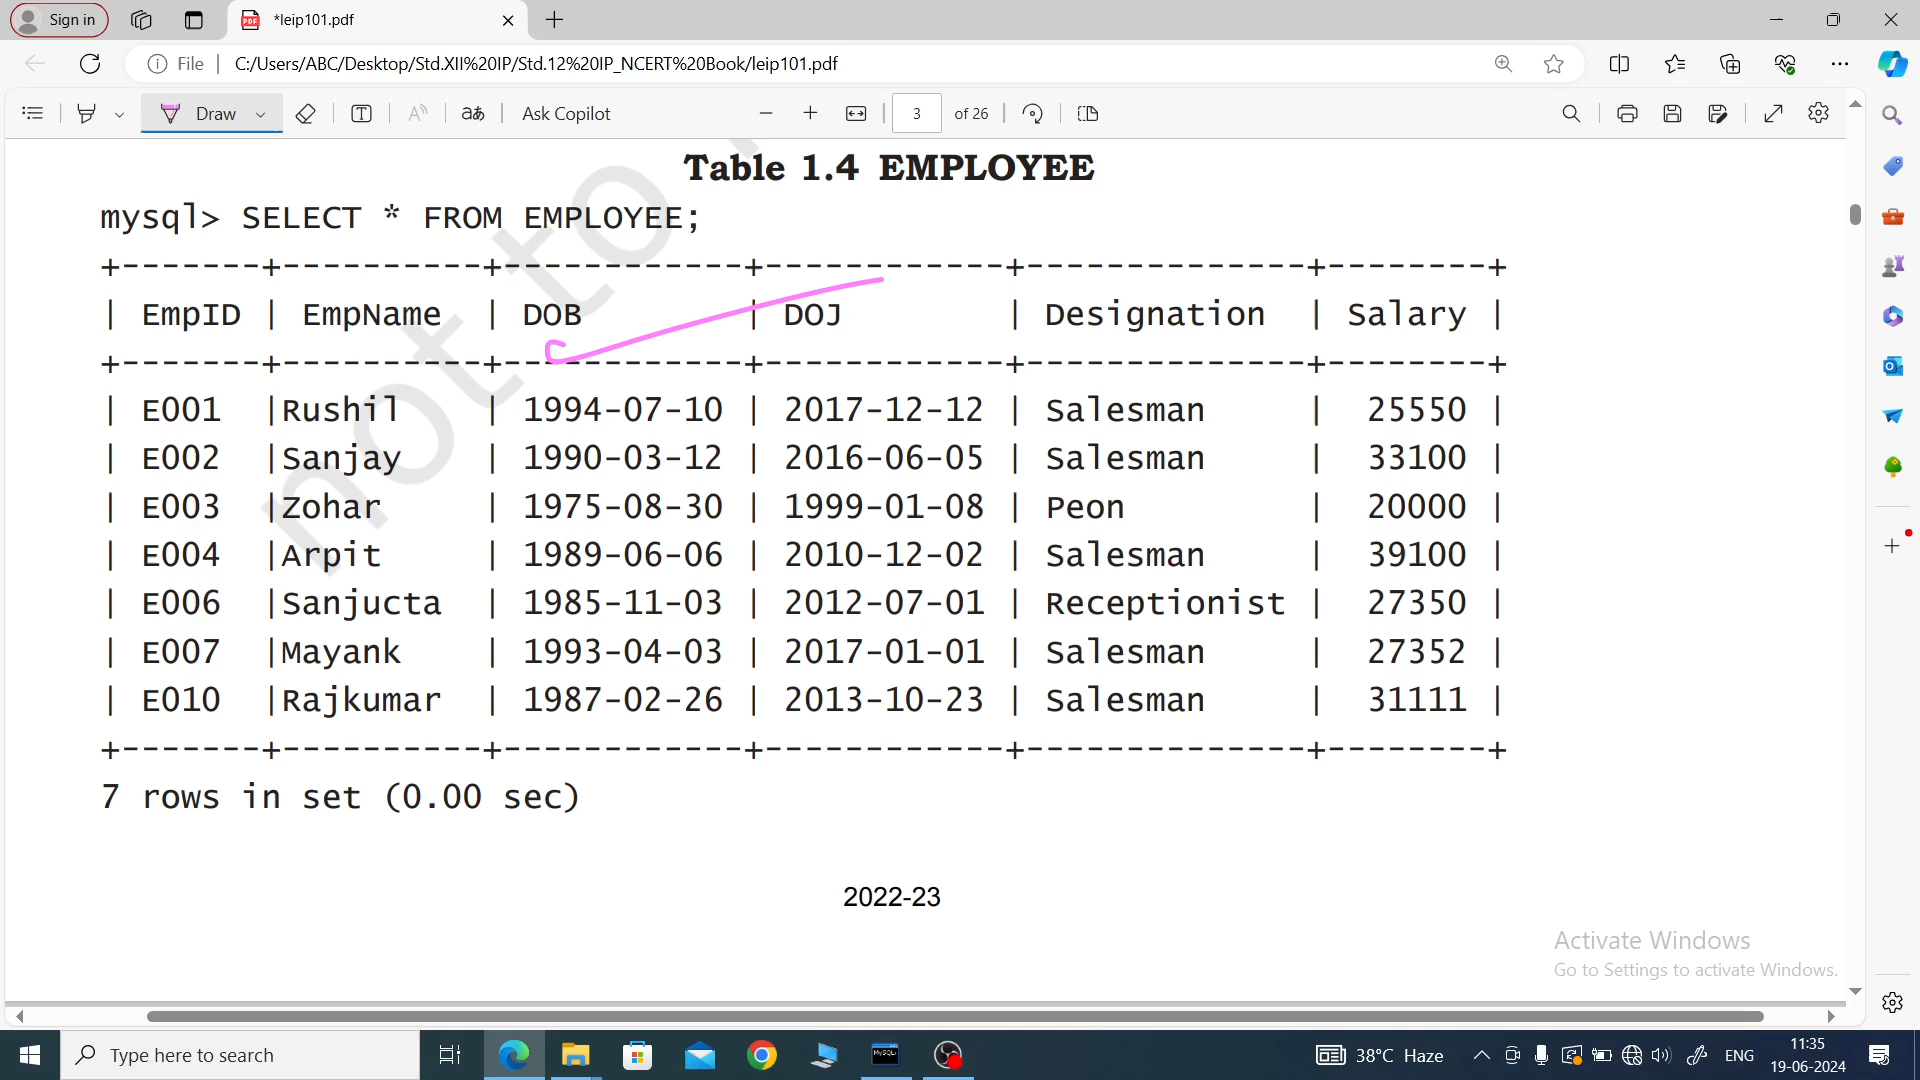 Sign in
*leip101.pdf
File
C:/Users/ABC/Desktop/Std.XII%20IP/Std.12%20IP_NCERT%20Book/leip101.pdf
Draw
aあ
Ask Copilot
3 of 26
not to
Table 1.4 EMPLOYEE
mysql> SELECT * FROM EMPLOYEE;
+-------+----------+------------+------------+--------------+--------+
| EmpID | EmpName | DOB | DOJ | Designation | Salary |
+-------+----------+------------+------------+--------------+--------+
| E001 |Rushil | 1994-07-10 | 2017-12-12 | Salesman | 25550 |
| E002 |Sanjay | 1990-03-12 | 2016-06-05 | Salesman | 33100 |
| E003 |Zohar | 1975-08-30 | 1999-01-08 | Peon | 20000 |
| E004 |Arpit | 1989-06-06 | 2010-12-02 | Salesman | 39100 |
| E006 |Sanjucta | 1985-11-03 | 2012-07-01 | Receptionist | 27350 |
| E007 |Mayank | 1993-04-03 | 2017-01-01 | Salesman | 27352 |
| E010 |Rajkumar | 1987-02-26 | 2013-10-23 | Salesman | 31111 |
+-------+----------+------------+------------+--------------+--------+
7 rows in set (0.00 sec)
2022-23
Activate Windows
Go to Settings to activate Windows.
Type here to search
38°C Haze
ENG
11:35
19-06-2024